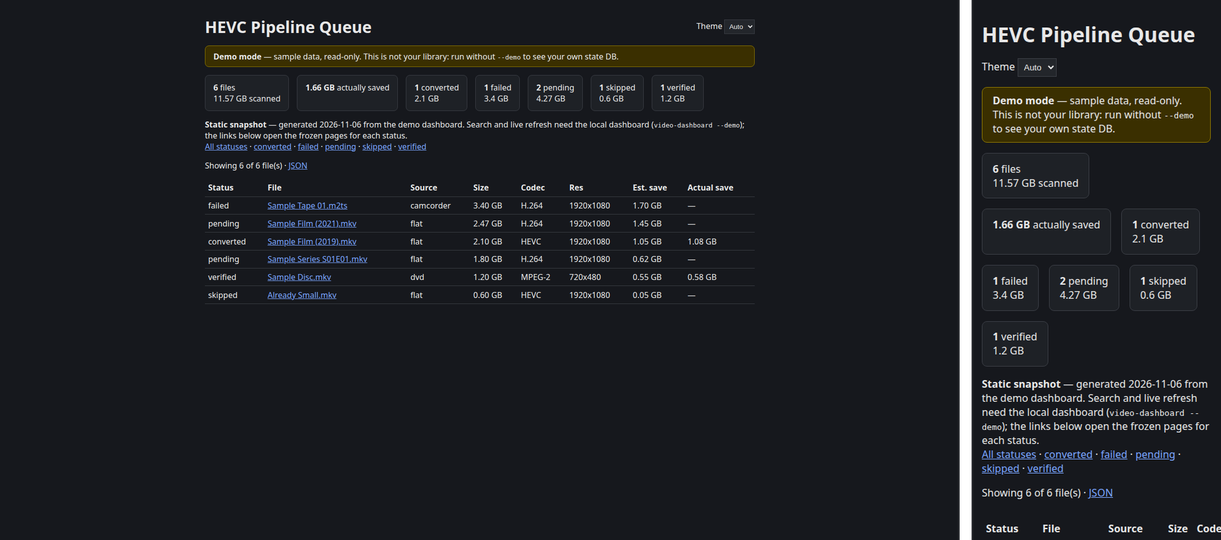 HEVC Pipeline Queue
Theme Auto
Demo mode — sample data, read-only. This is not your library: run without --demo to see your own state DB.
6 files
11.57 GB scanned
1.66 GB actually saved
1 converted
2.1 GB
1 failed
3.4 GB
2 pending
4.27 GB
1 skipped
0.6 GB
1 verified
1.2 GB
Static snapshot — generated 2026-11-06 from the demo dashboard. Search and live refresh need the local dashboard (video-dashboard --demo);
the links below open the frozen pages for each status.
All statuses · converted · failed · pending · skipped · verified
Showing 6 of 6 file(s) · JSON
Status File Source Size Codec Res Est. save Actual save
failed Sample Tape 01.m2ts camcorder 3.40 GB H.264 1920x1080 1.70 GB —
pending Sample Film (2021).mkv flat 2.47 GB H.264 1920x1080 1.45 GB —
converted Sample Film (2019).mkv flat 2.10 GB HEVC 1920x1080 1.05 GB 1.08 GB
pending Sample Series S01E01.mkv flat 1.80 GB H.264 1920x1080 0.62 GB —
verified Sample Disc.mkv dvd 1.20 GB MPEG-2 720x480 0.55 GB 0.58 GB
skipped Already Small.mkv flat 0.60 GB HEVC 1920x1080 0.05 GB —
HEVC Pipeline Queue
Theme Auto
Demo mode — sample data, read-only.
This is not your library: run without --demo
to see your own state DB.
6 files
11.57 GB scanned
1.66 GB actually saved
1 converted
2.1 GB
1 failed
3.4 GB
2 pending
4.27 GB
1 skipped
0.6 GB
1 verified
1.2 GB
Static snapshot — generated 2026-11-06 from
the demo dashboard. Search and live refresh
need the local dashboard (video-dashboard --
demo); the links below open the frozen pages for
each status.
All statuses · converted · failed · pending ·
skipped · verified
Showing 6 of 6 file(s) · JSON
Status File Source Size Code